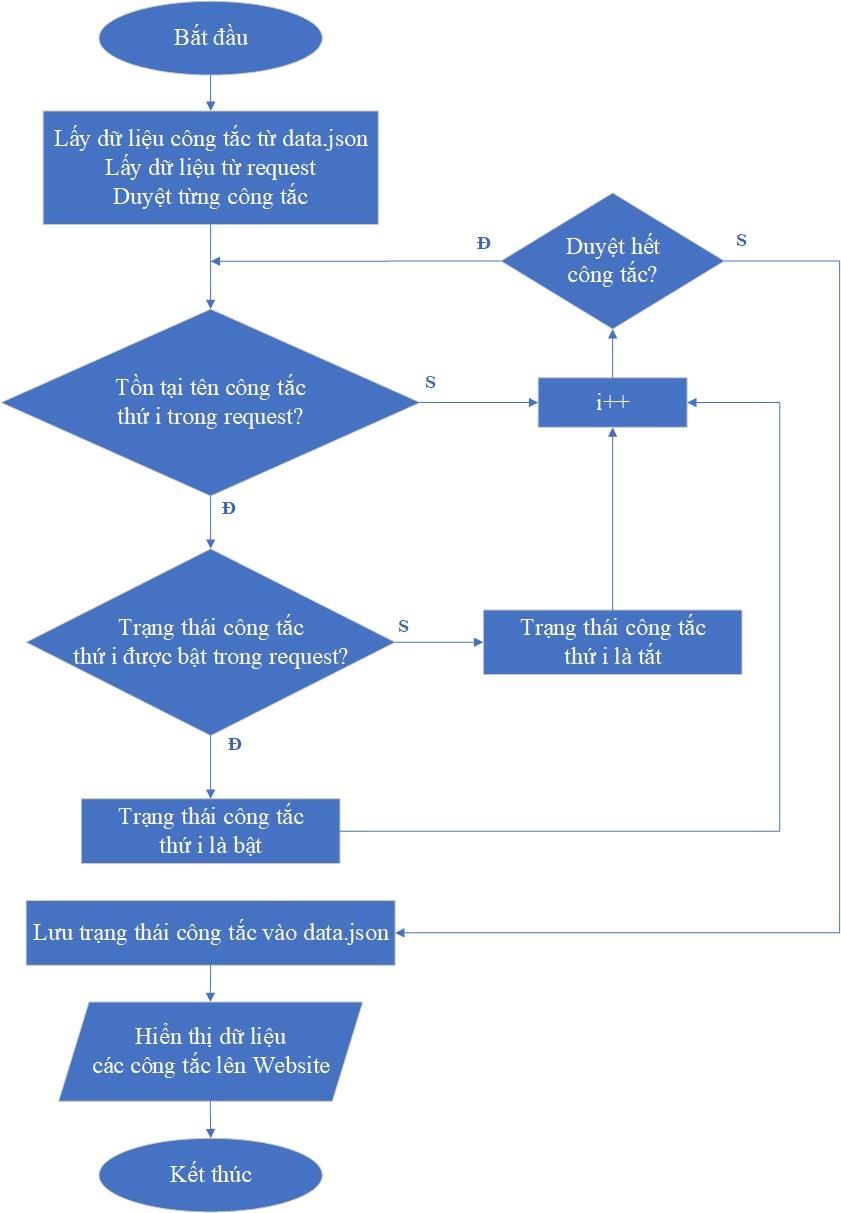 Bắt đầu
Lấy dữ liệu công tắc từ data.json
Lấy dữ liệu từ request
Duyệt từng công tắc
Duyệt hết
công tắc?
Đ
S
Tồn tại tên công tắc
thứ i trong request?
S
i++
Đ
Trạng thái công tắc
thứ i được bật trong request?
S
Trạng thái công tắc
thứ i là tắt
Đ
Trạng thái công tắc
thứ i là bật
Lưu trạng thái công tắc vào data.json
Hiển thị dữ liệu
các công tắc lên Website
Kết thúc